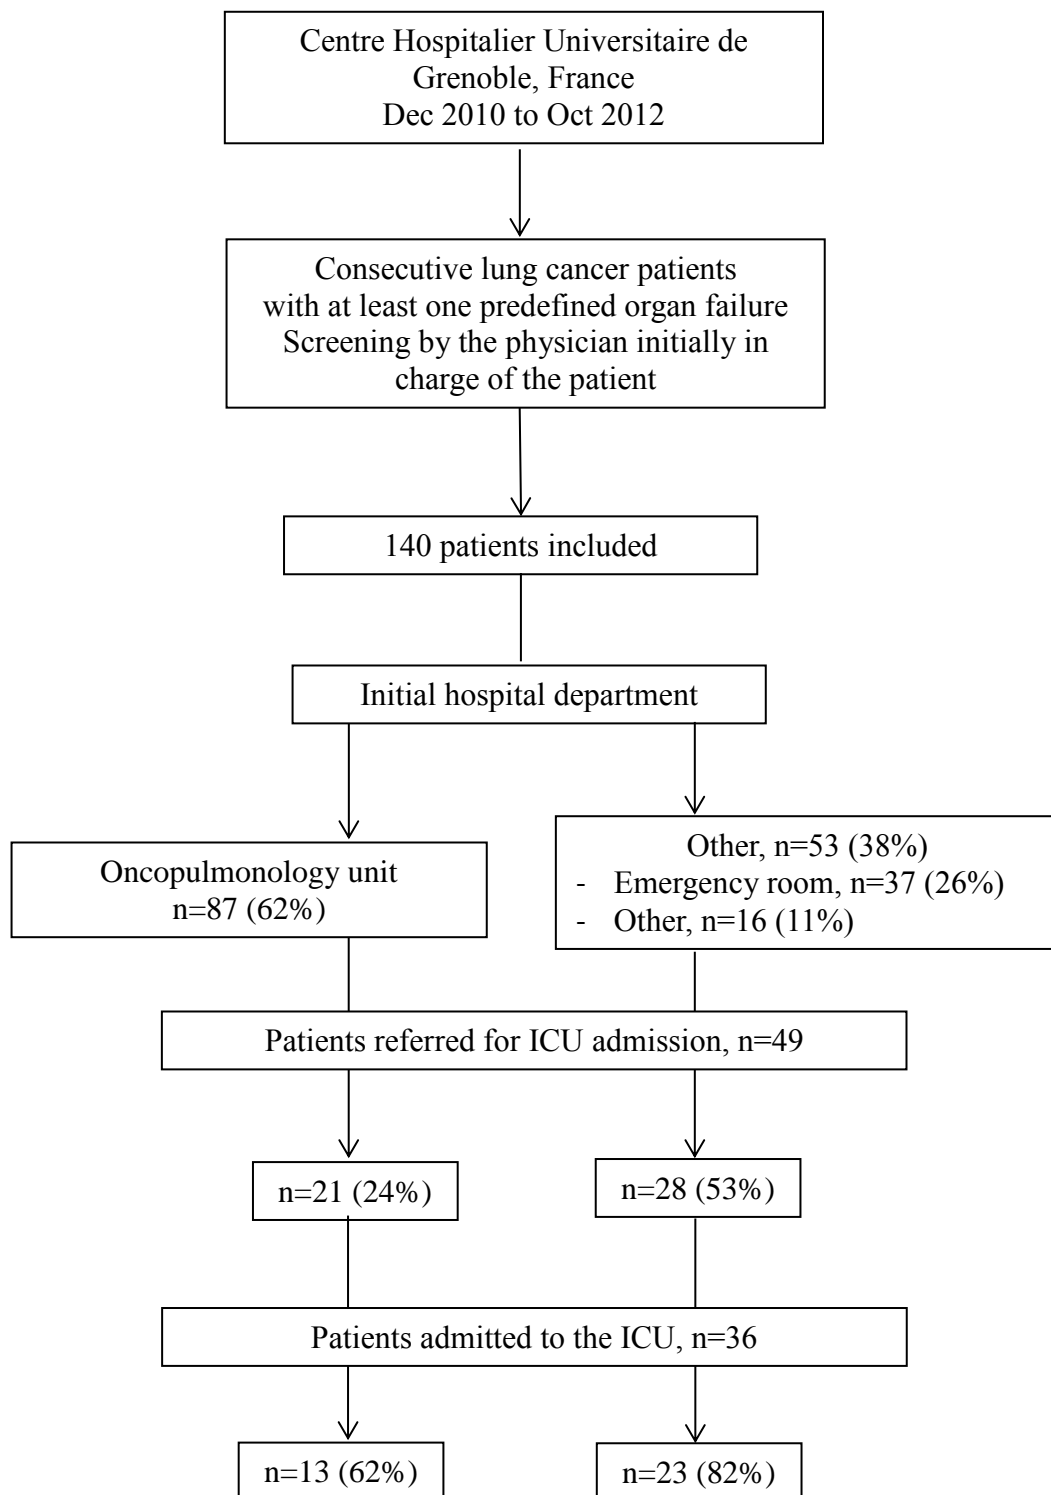 Centre Hospitalier Universitaire de
Grenoble, France
Dec 2010 to Oct 2012
Consecutive lung cancer patients
with at least one predefined organ failure
Screening by the physician initially in
charge of the patient
140 patients included
Initial hospital department
Oncopulmonology unit
n=87 (62%)
Other, n=53 (38%)
- Emergency room, n=37 (26%)
- Other, n=16 (11%)
Patients referred for ICU admission, n=49
n=21 (24%)
n=28 (53%)
Patients admitted to the ICU, n=36
n=13 (62%)
n=23 (82%)